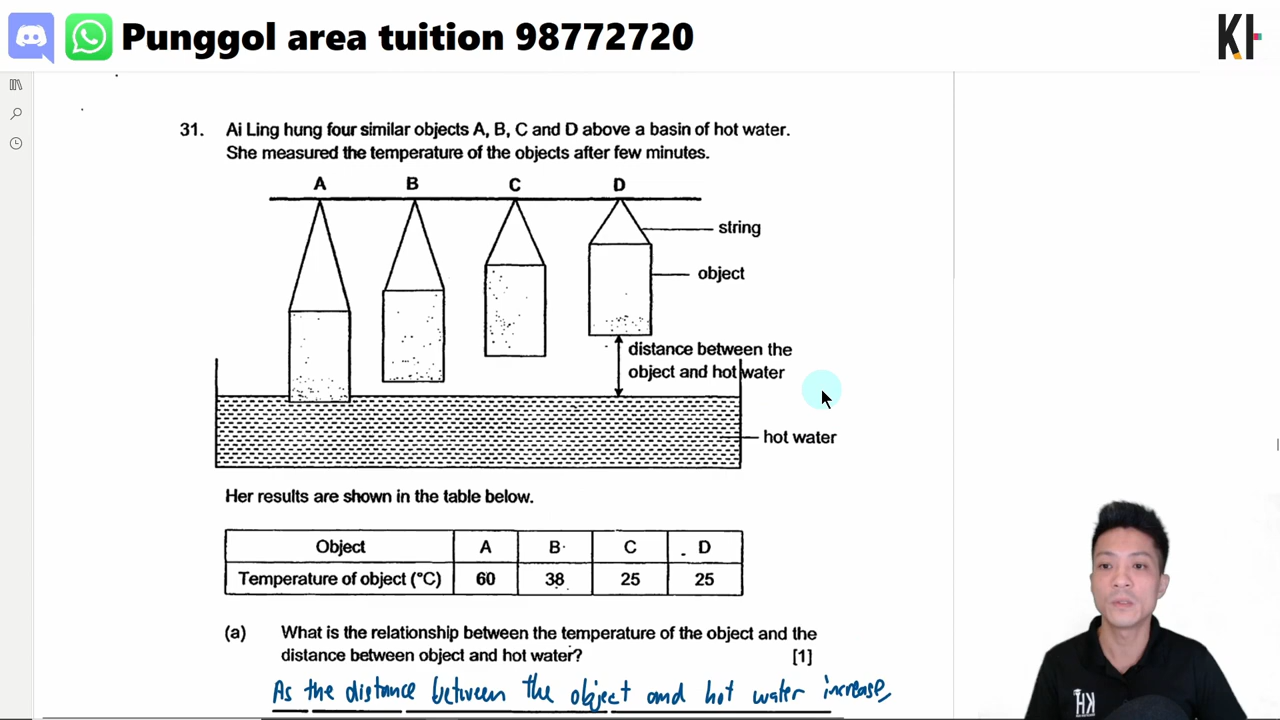 Punggol area tuition 98772720
KH
31. Ai Ling hung four similar objects A, B, C and D above a basin of hot water.
She measured the temperature of the objects after few minutes.
A B C D
string
object
distance between the
object and hot water
hot water
Her results are shown in the table below.
Object A B C D
Temperature of object (°C) 60 38 25 25
(a) What is the relationship between the temperature of the object and the
distance between object and hot water? [1]
As the distance between the object and hot water increase,
KH